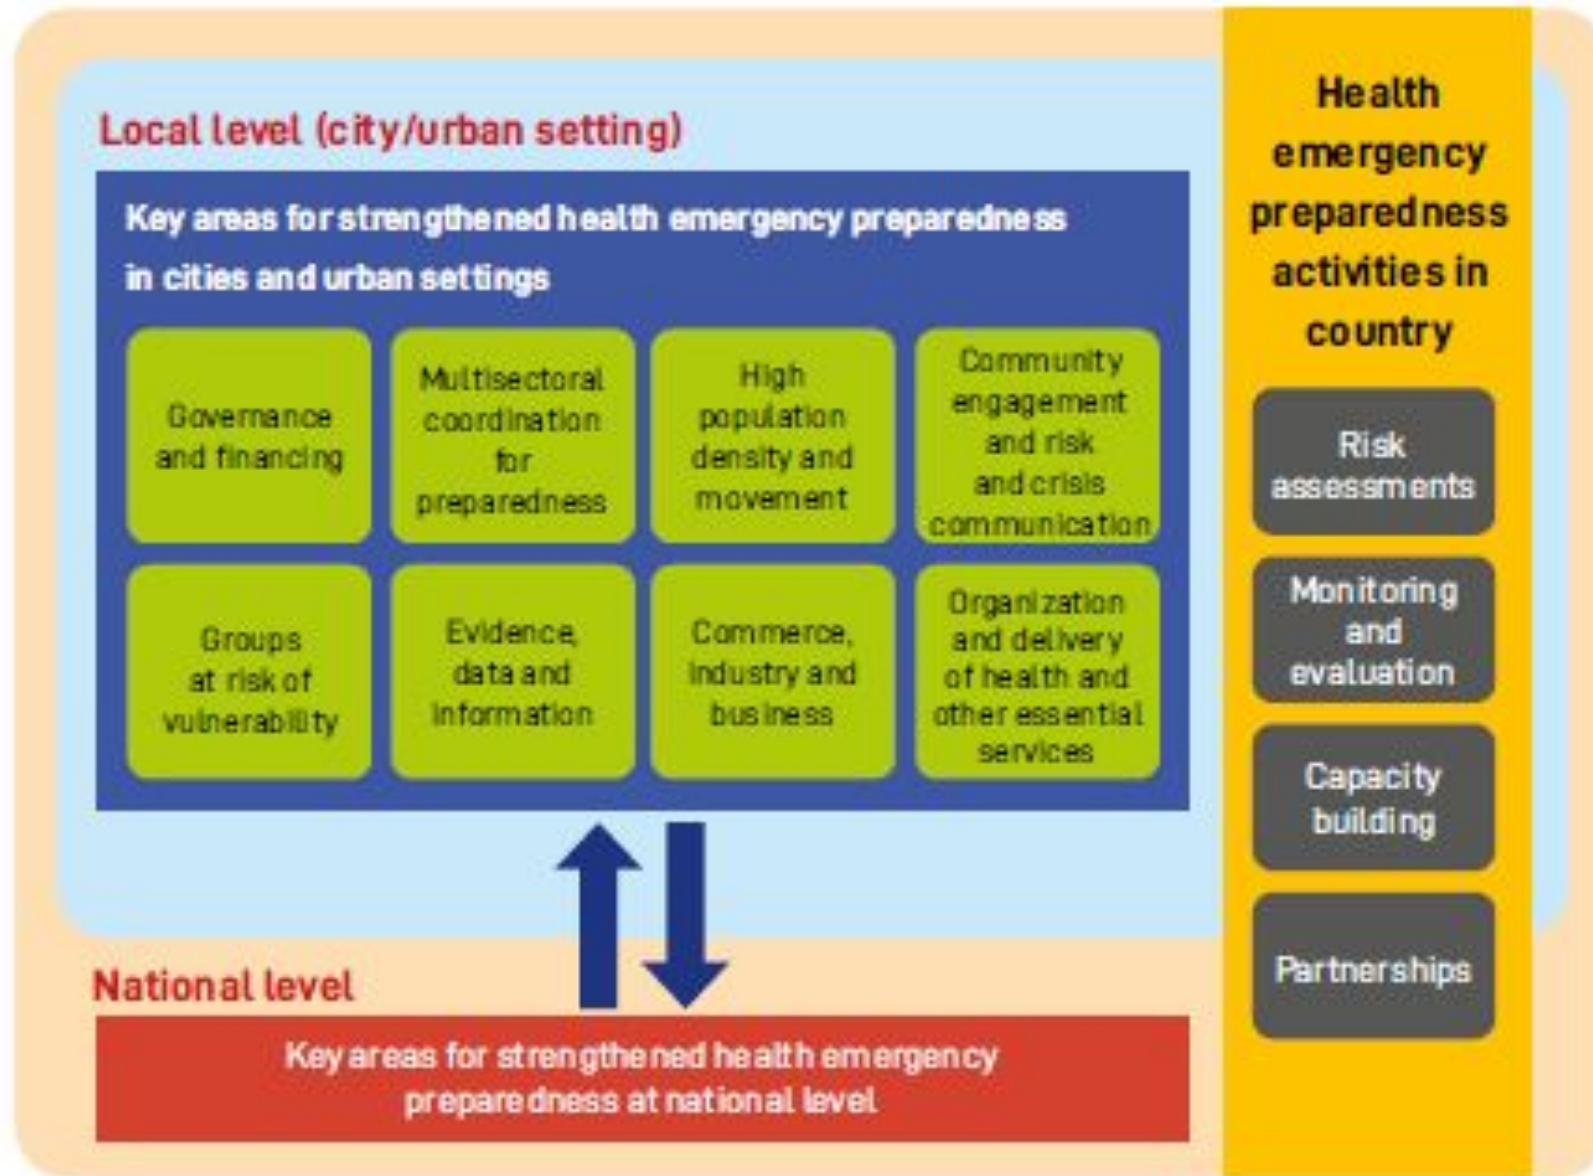 Local level (city/urban setting)
Key areas for strengthened health emergency preparedness
in cities and urban settings
Governance
and financing
Multisectoral
coordination
for
preparedness
High
population
density and
movement
Community
engagement
and risk
and crisis
communication
Groups
at risk of
vulnerability
Evidence,
data and
information
Commerce,
industry and
business
Organization
and delivery
of health and
other essential
services
National level
Key areas for strengthened health emergency
preparedness at national level
Health
emergency
preparedness
activities in
country
Risk
assessments
Monitoring
and
evaluation
Capacity
building
Partnerships